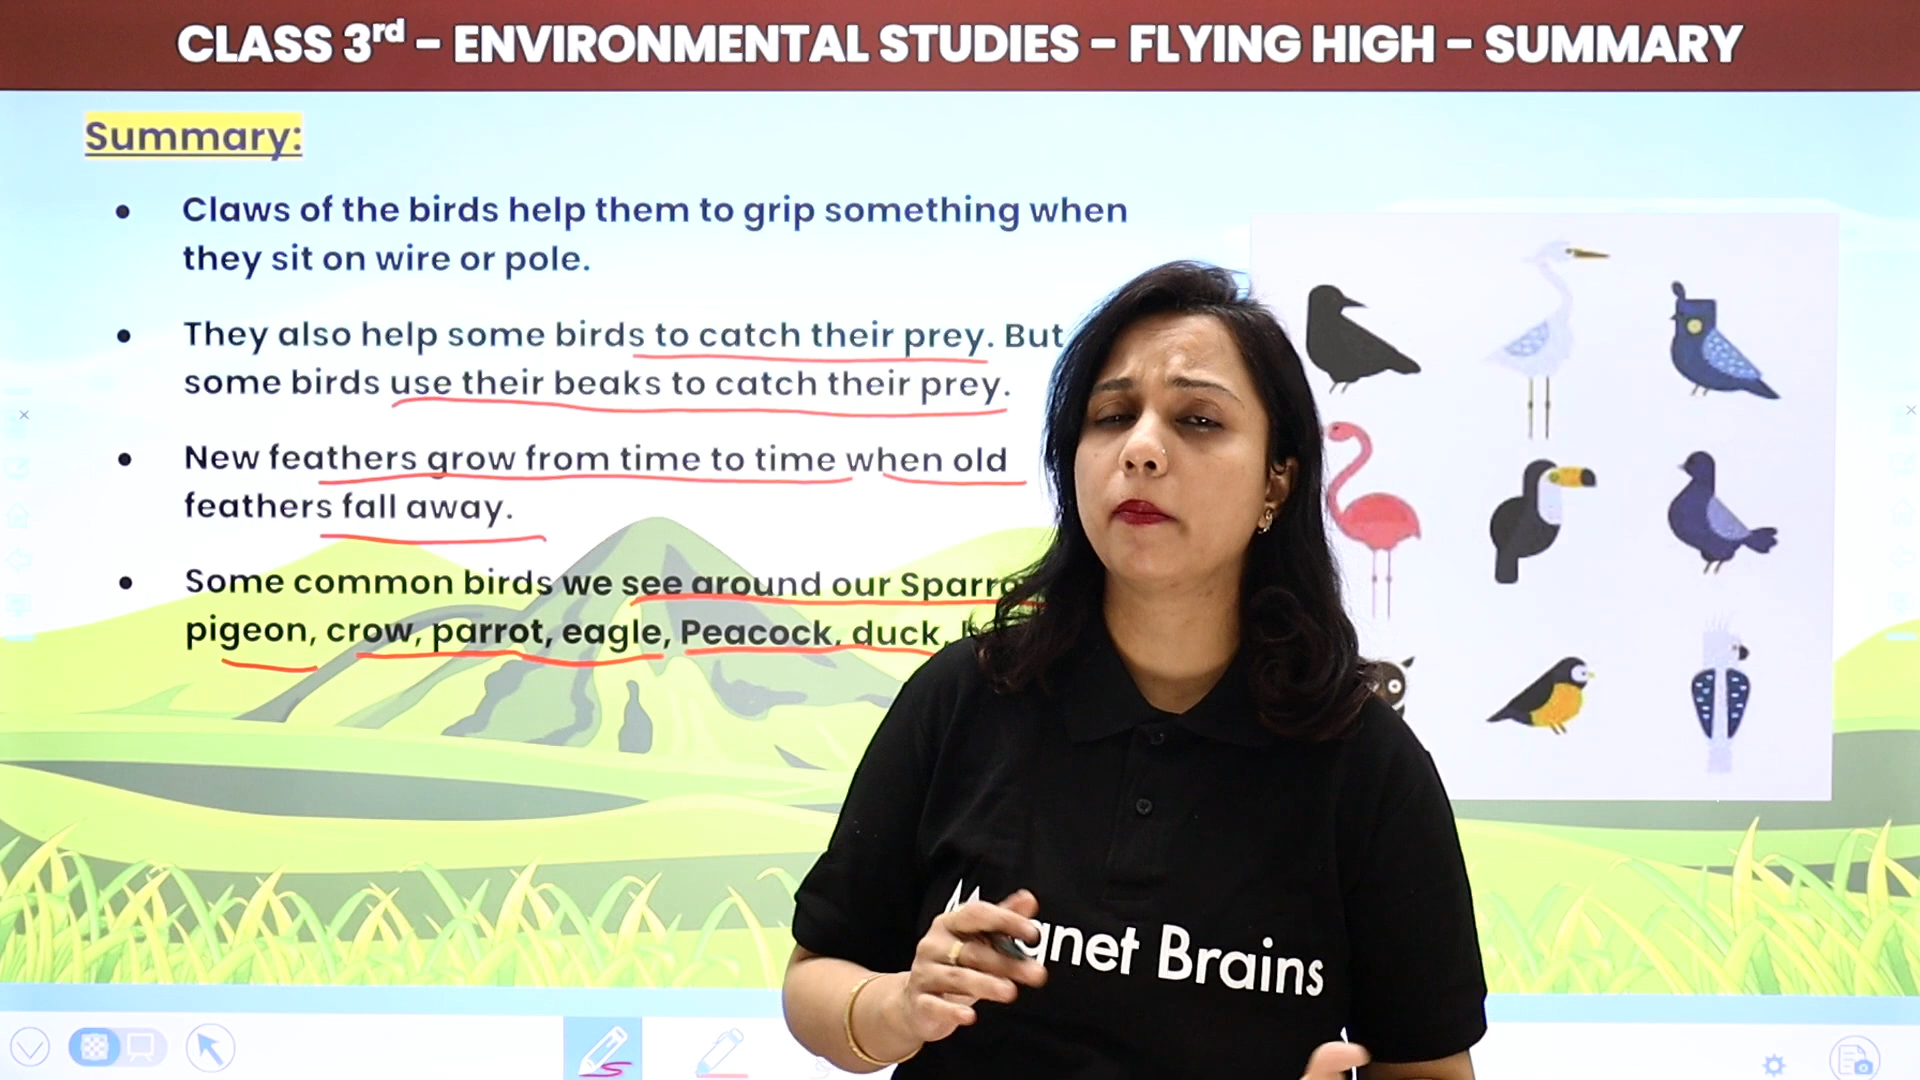 CLASS 3rd – ENVIRONMENTAL STUDIES – FLYING HIGH – SUMMARY
Summary:
• Claws of the birds help them to grip something when
they sit on wire or pole.
• They also help some birds to catch their prey. But
some birds use their beaks to catch their prey.
• New feathers grow from time to time when old
feathers fall away.
• Some common birds we see around our
pigeon, crow, parrot, eagle, Peacock, duck,
Brains